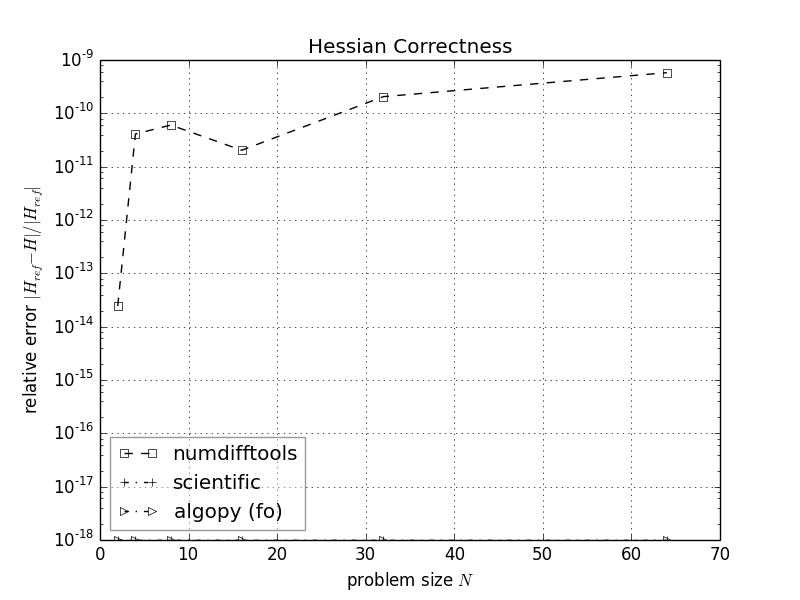 Hessian Correctness
10^-9
10^-10
10^-11
10^-12
10^-13
10^-14
10^-15
10^-16
10^-17
10^-18
relative error |H_ref−H|/|H_ref|
numdifftools
scientific
algopy (fo)
0 10 20 30 40 50 60 70
problem size N